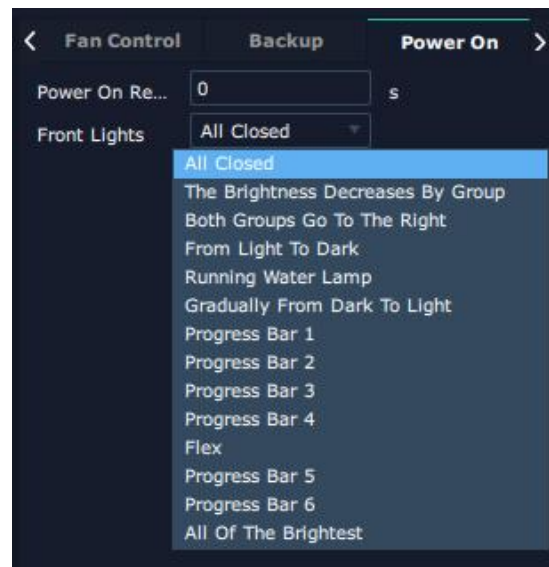 < Fan Control Backup Power On >
Power On Re... 0 s
Front Lights All Closed
All Closed
The Brightness Decreases By Group
Both Groups Go To The Right
From Light To Dark
Running Water Lamp
Gradually From Dark To Light
Progress Bar 1
Progress Bar 2
Progress Bar 3
Progress Bar 4
Flex
Progress Bar 5
Progress Bar 6
All Of The Brightest